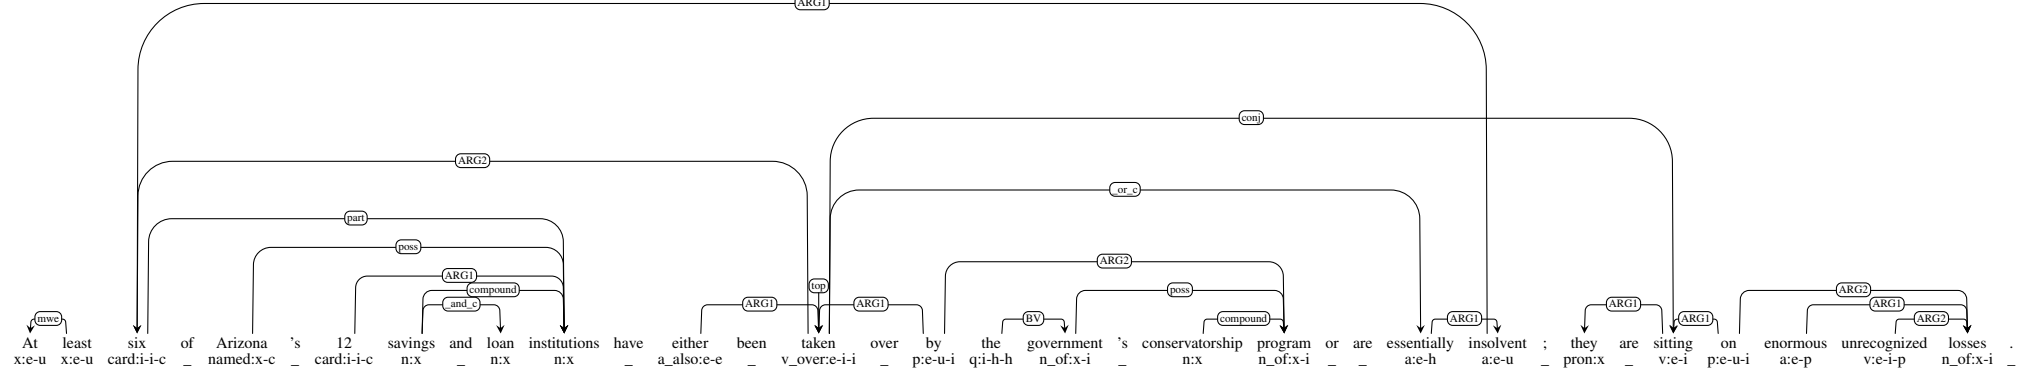 ARG1
conj
ARG2
_or_c
part
poss
ARG2
ARG1 top
compound poss
_and_c ARG1 ARG1 ARG2 ARG1
mwe BV compound ARG1 ARG1 ARG1 ARG2
At least six of Arizona 's 12 savings and loan institutions have either been taken over by the government 's conservatorship program or are essentially insolvent ; they are sitting on enormous unrecognized losses .
x:e-u x:e-u card:i-i-c _ named:x-c _ card:i-i-c n:x _ n:x n:x _ a_also:e-e _ v_over:e-i-i _ p:e-u-i q:i-h-h n_of:x-i _ n:x n_of:x-i _ _ a:e-h a:e-u _ pron:x _ v:e-i p:e-u-i a:e-p v:e-i-p n_of:x-i _